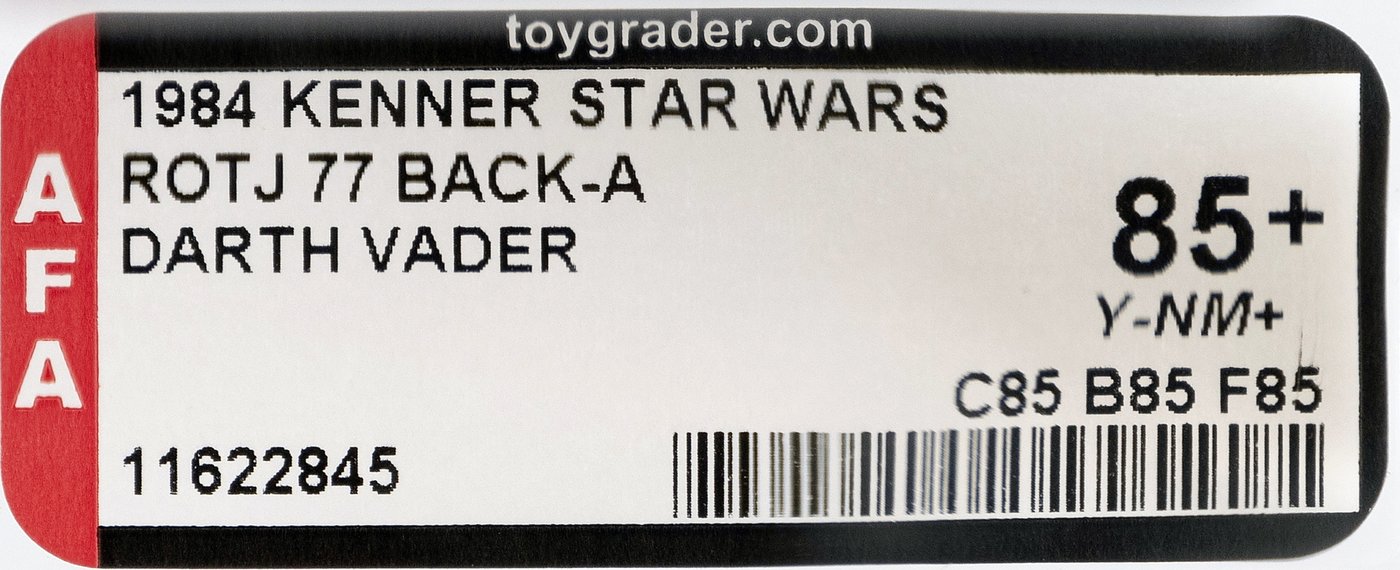 toygrader.com
AFA
1984 KENNER STAR WARS
ROTJ 77 BACK-A
DARTH VADER
85+
Y-NM+
C85 B85 F85
11622845